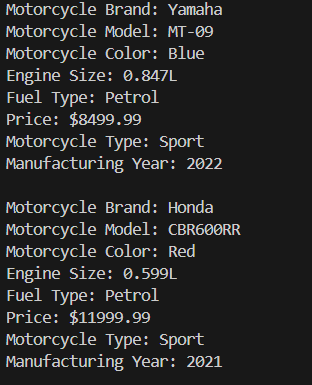 Motorcycle Brand: Yamaha
Motorcycle Model: MT-09
Motorcycle Color: Blue
Engine Size: 0.847L
Fuel Type: Petrol
Price: $8499.99
Motorcycle Type: Sport
Manufacturing Year: 2022

Motorcycle Brand: Honda
Motorcycle Model: CBR600RR
Motorcycle Color: Red
Engine Size: 0.599L
Fuel Type: Petrol
Price: $11999.99
Motorcycle Type: Sport
Manufacturing Year: 2021